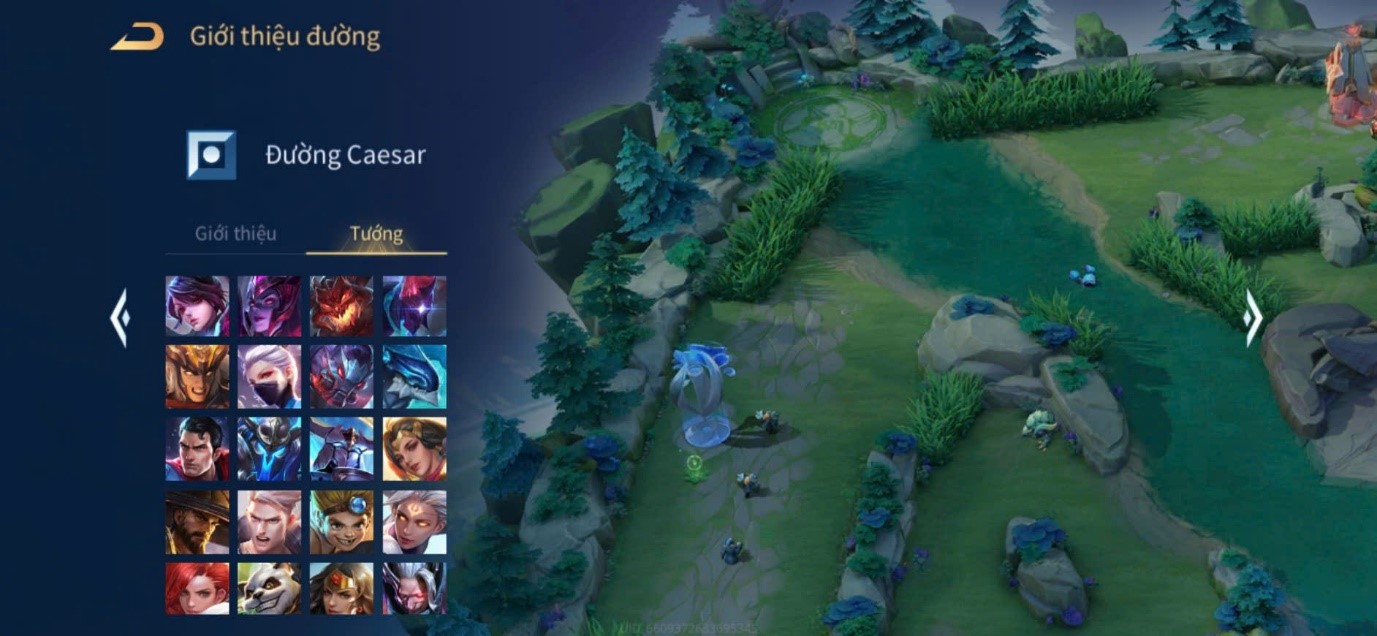 Giới thiệu đường
Đường Caesar
Giới thiệu
Tướng